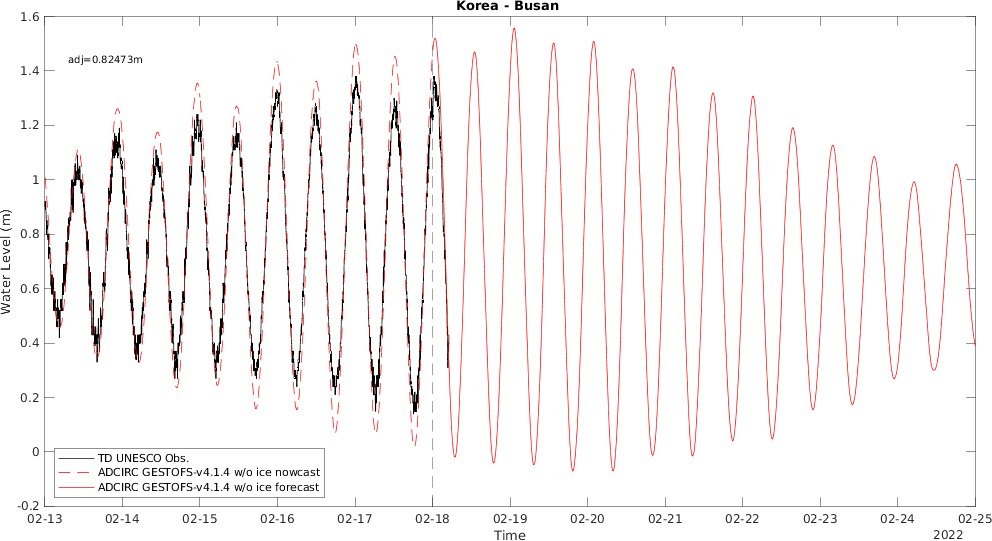 Korea - Busan
adj=0.82473m
Water Level (m)
1.6
1.4
1.2
1
0.8
0.6
0.4
0.2
0
-0.2
TD UNESCO Obs.
ADCIRC GESTOFS-v4.1.4 w/o ice nowcast
ADCIRC GESTOFS-v4.1.4 w/o ice forecast
02-13 02-14 02-15 02-16 02-17 02-18 02-19 02-20 02-21 02-22 02-23 02-24 02-25
Time
2022